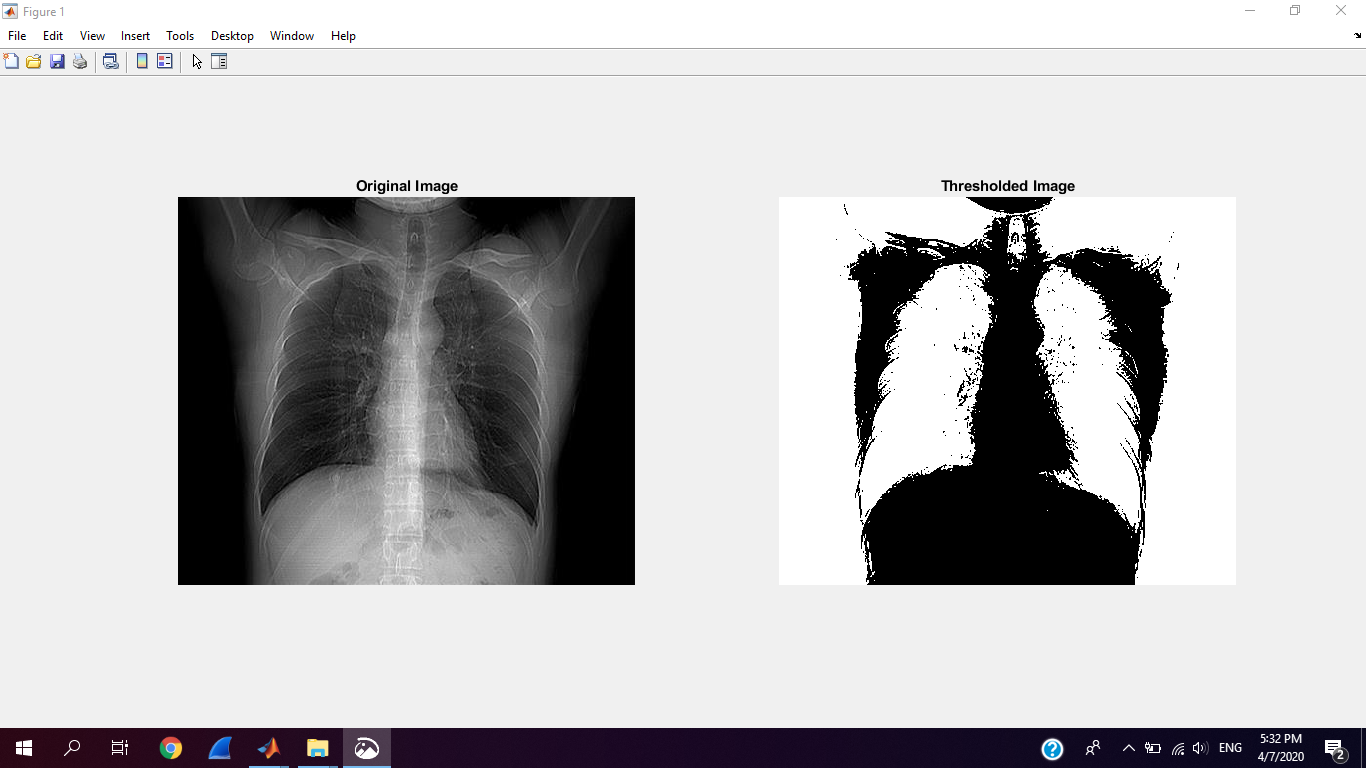 Figure 1
File Edit View Insert Tools Desktop Window Help
Original Image
Thresholded Image
ENG
5:32 PM
4/7/2020
2